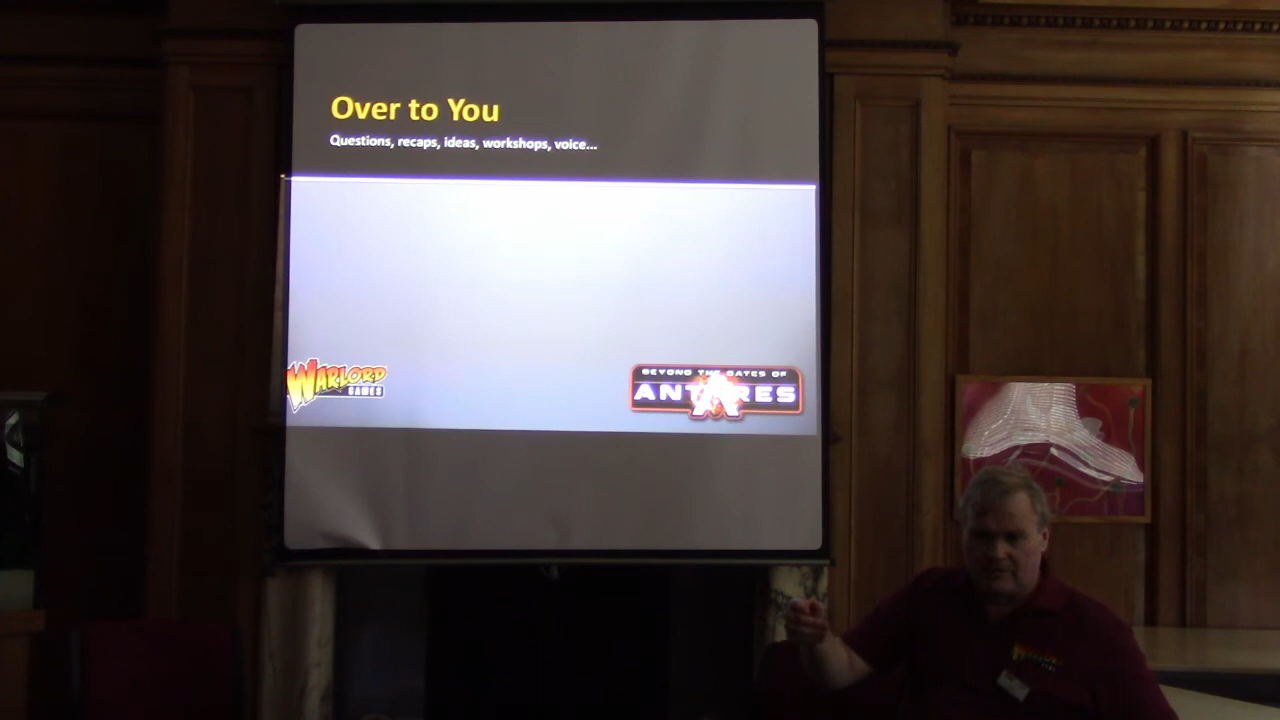 Over to You
Questions, recaps, ideas, workshops, voice...
WARLORD
GAMES
BEYOND THE GATES OF
ANTARES